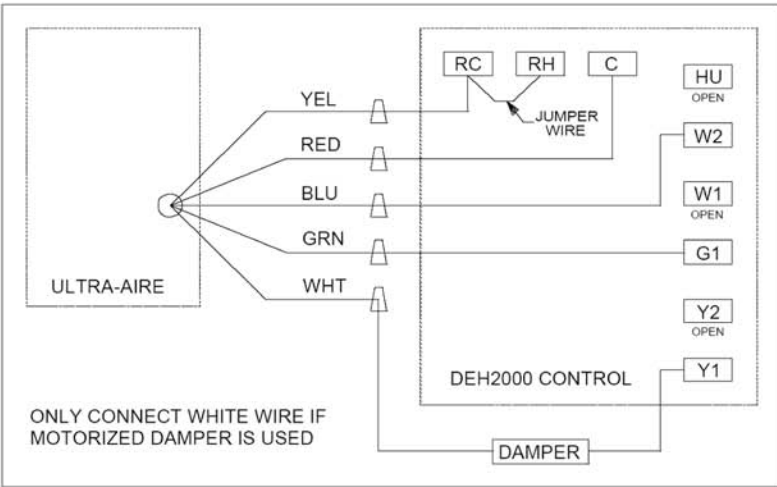 RC RH C
HU
OPEN
YEL
JUMPER
WIRE
RED
W2
BLU
W1
OPEN
GRN
G1
ULTRA-AIRE
WHT
Y2
OPEN
DEH2000 CONTROL
Y1
ONLY CONNECT WHITE WIRE IF
MOTORIZED DAMPER IS USED
DAMPER